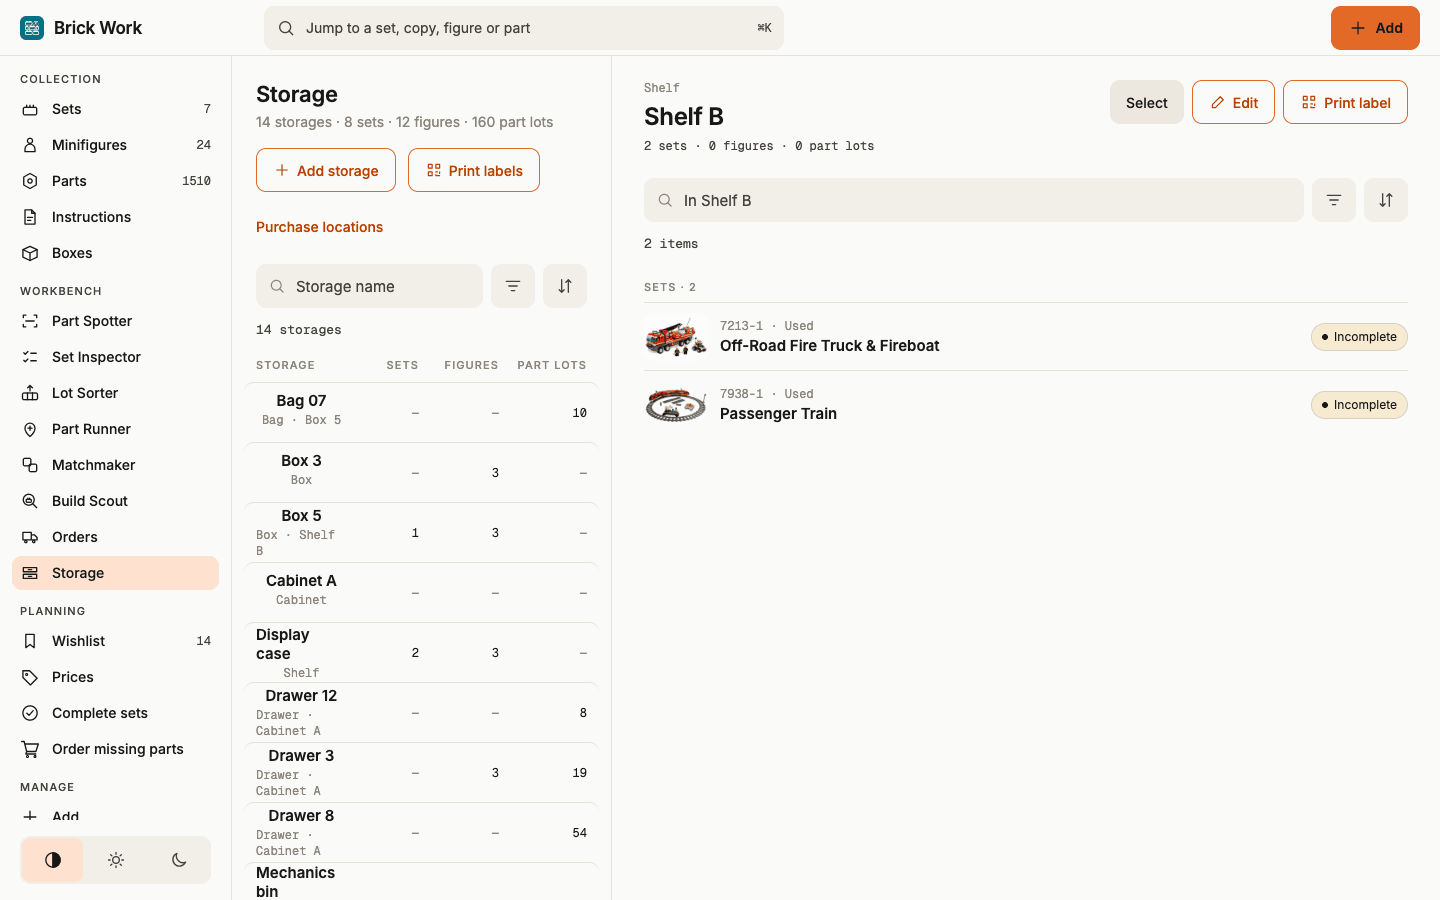 Brick Work
Jump to a set, copy, figure or part
⌘K
Add
COLLECTION
Sets 7
Minifigures 24
Parts 1510
Instructions
Boxes
WORKBENCH
Part Spotter
Set Inspector
Lot Sorter
Part Runner
Matchmaker
Build Scout
Orders
Storage
PLANNING
Wishlist 14
Prices
Complete sets
Order missing parts
MANAGE
Add
Storage
14 storages · 8 sets · 12 figures · 160 part lots
Add storage
Print labels
Purchase locations
Storage name
14 storages
STORAGE SETS FIGURES PART LOTS
Bag 07
Bag · Box 5
– – 10
Box 3
Box
– 3 –
Box 5
Box · Shelf
B
1 3 –
Cabinet A
Cabinet
– – –
Display
case
Shelf
2 3 –
Drawer 12
Drawer ·
Cabinet A
– – 8
Drawer 3
Drawer ·
Cabinet A
– 3 19
Drawer 8
Drawer ·
Cabinet A
– – 54
Mechanics
bin
Shelf
Shelf B
2 sets · 0 figures · 0 part lots
Select
Edit
Print label
In Shelf B
2 items
SETS · 2
7213-1 · Used
Off-Road Fire Truck & Fireboat
Incomplete
7938-1 · Used
Passenger Train
Incomplete